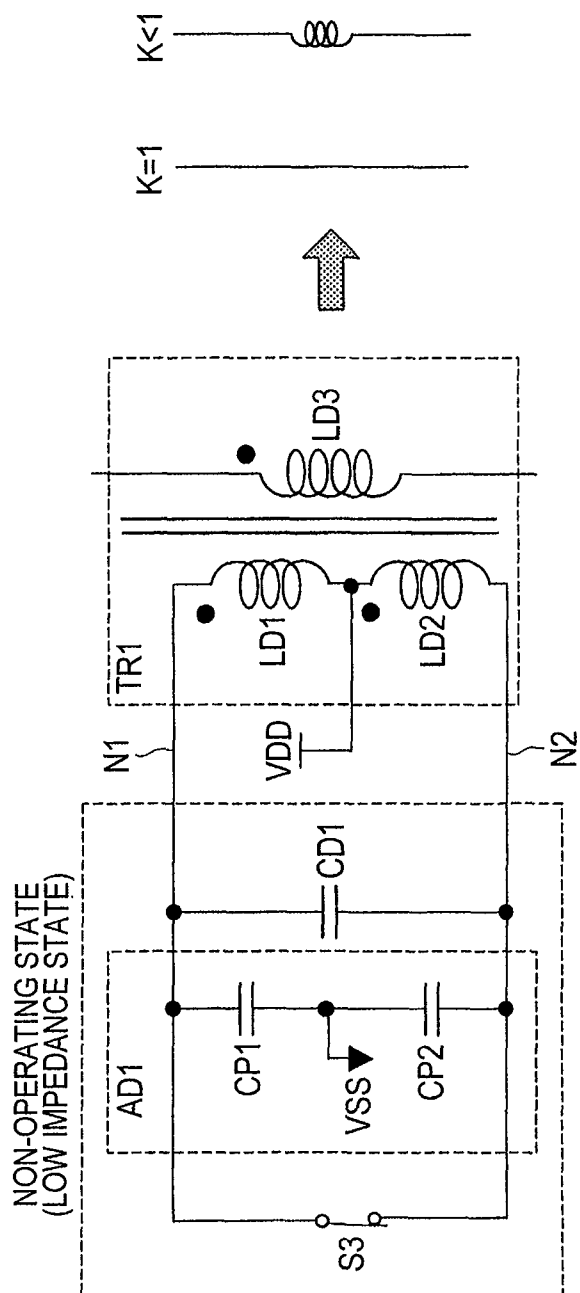 NON-OPERATING STATE
(LOW IMPEDANCE STATE)
S3
AD1
CP1
VSS
CP2
CD1
N1
VDD
N2
TR1
LD1
LD2
LD3
K=1
K<1